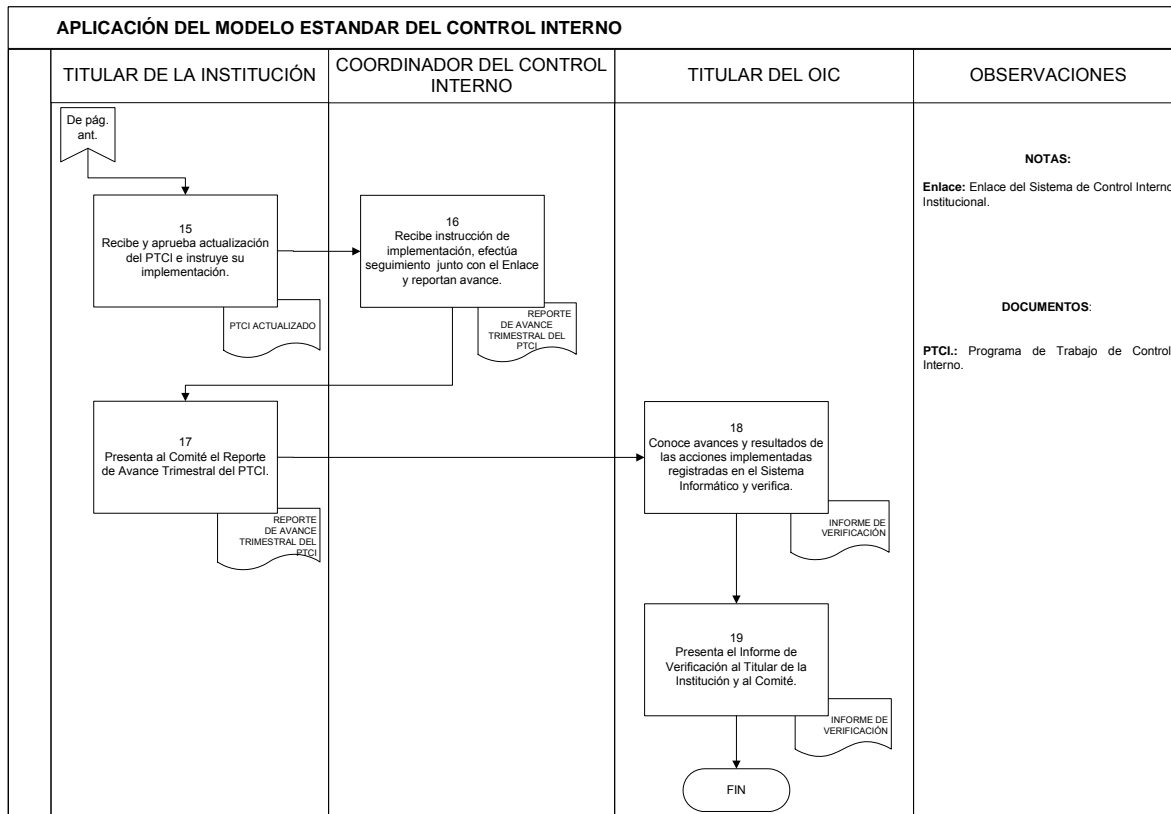 APLICACIÓN DEL MODELO ESTANDAR DEL CONTROL INTERNO
TITULAR DE LA INSTITUCIÓN
COORDINADOR DEL CONTROL
INTERNO
TITULAR DEL OIC
OBSERVACIONES
De pág.
ant.
15
Recibe y aprueba actualización
del PTCI e instruye su
implementación.
PTCI ACTUALIZADO
16
Recibe instrucción de
implementación, efectúa
seguimiento junto con el Enlace
y reportan avance.
REPORTE
DE AVANCE
TRIMESTRAL DEL
PTCI
NOTAS:
Enlace: Enlace del Sistema de Control Interno
Institucional.
DOCUMENTOS:
PTCI.: Programa de Trabajo de Control
Interno.
17
Presenta al Comité el Reporte
de Avance Trimestral del PTCI.
REPORTE
DE AVANCE
TRIMESTRAL DEL
PTCI
18
Conoce avances y resultados de
las acciones implementadas
registradas en el Sistema
Informático y verifica.
INFORME DE
VERIFICACIÓN
19
Presenta el Informe de
Verificación al Titular de la
Institución y al Comité.
INFORME DE
VERIFICACIÓN
FIN